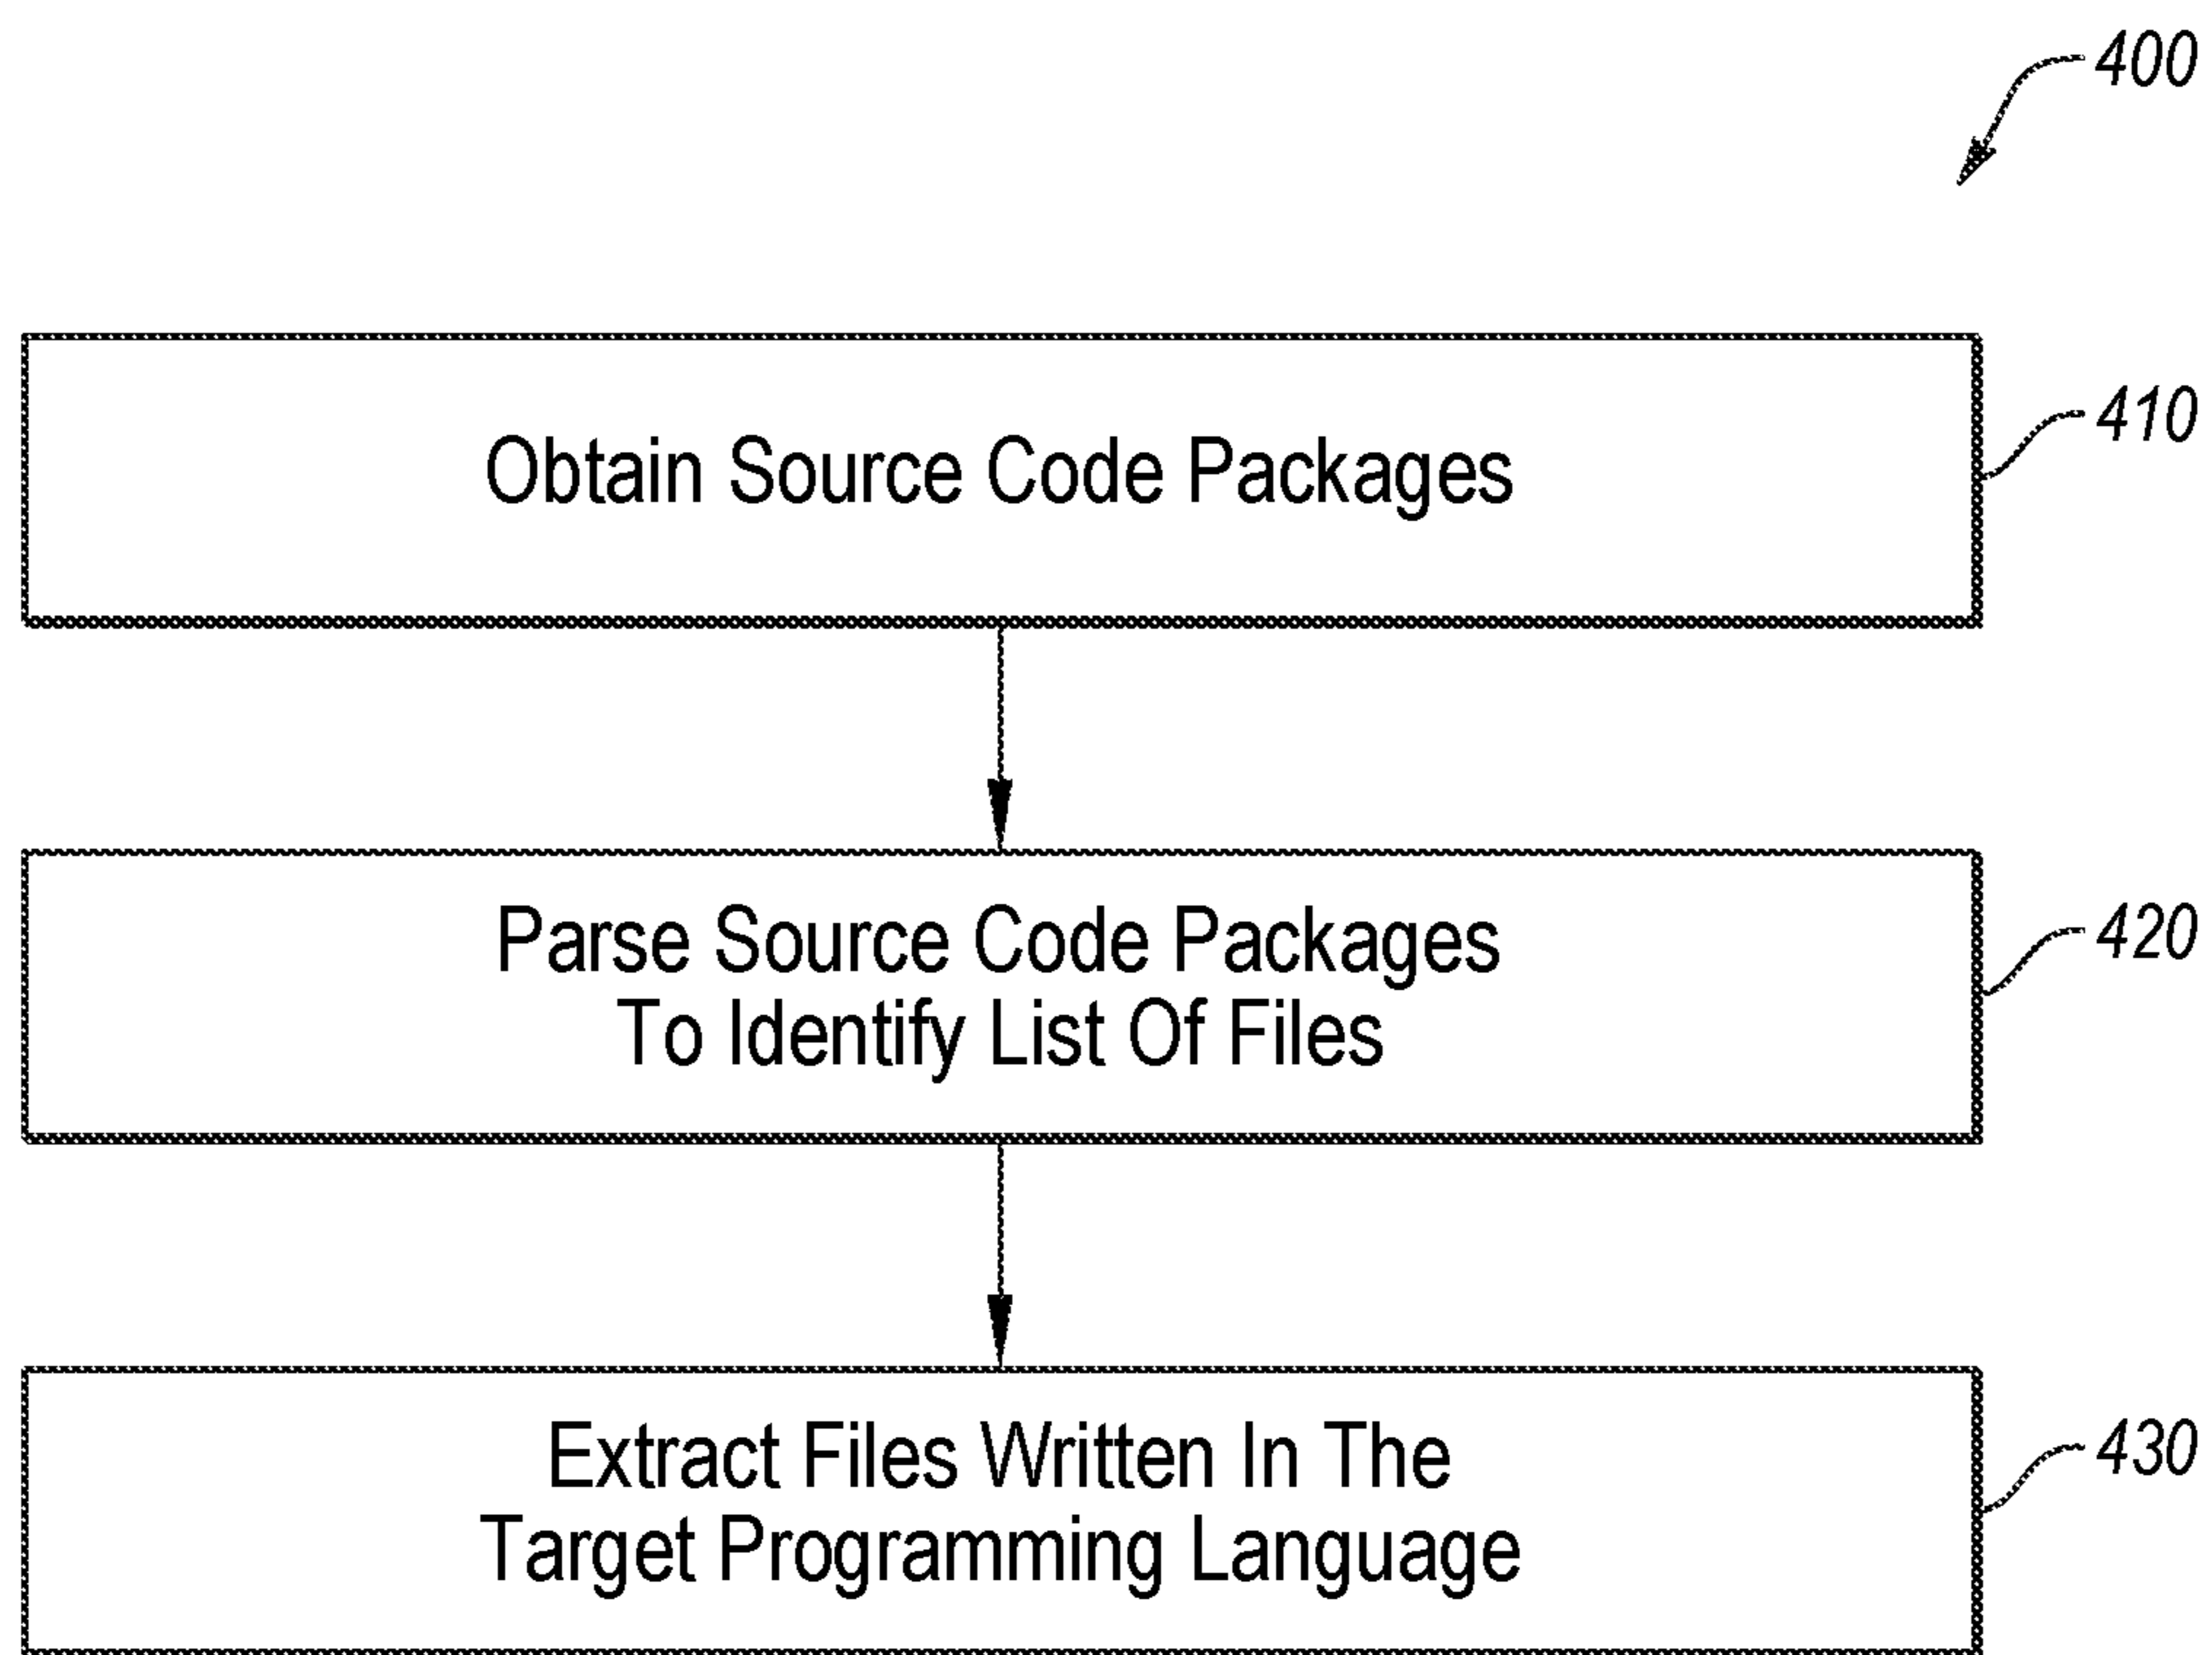 400
Obtain Source Code Packages
410
Parse Source Code Packages
To Identify List Of Files
420
Extract Files Written In The
Target Programming Language
430